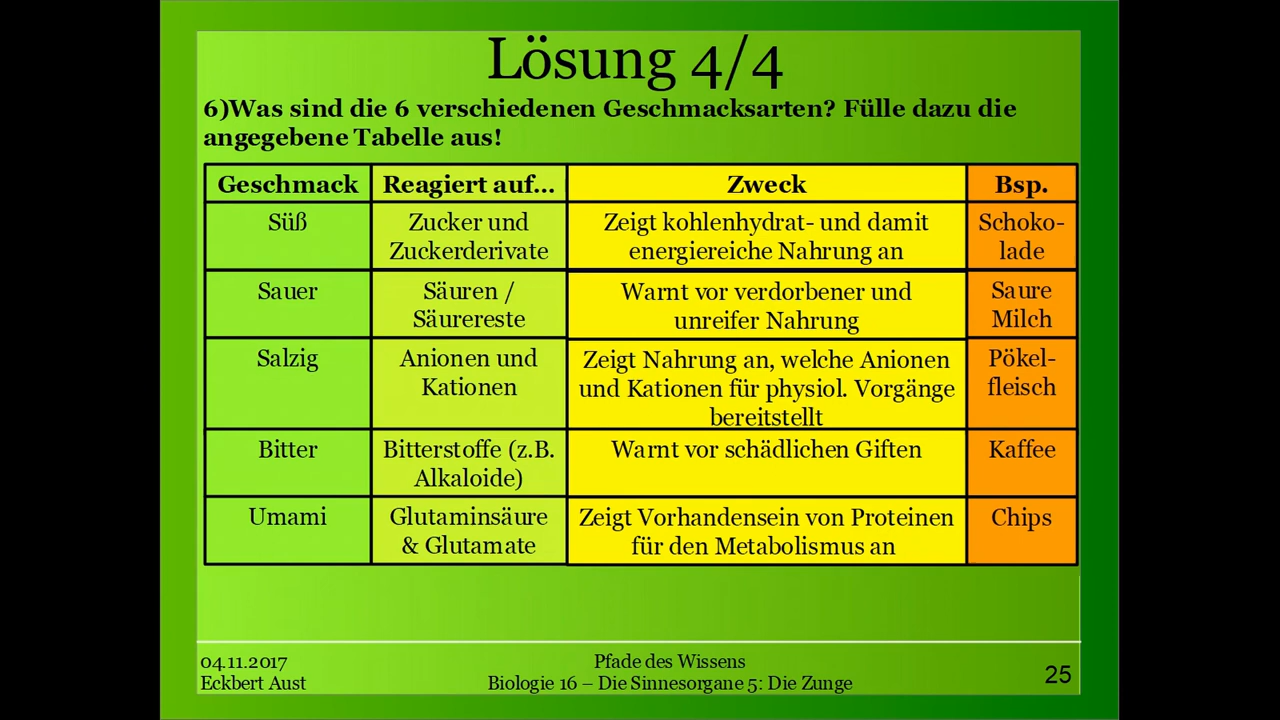 Lösung 4/4
6)Was sind die 6 verschiedenen Geschmacksarten? Fülle dazu die
angegebene Tabelle aus!
Geschmack Reagiert auf... Zweck Bsp.
Süß Zucker und Zeigt kohlenhydrat- und damit Schoko-
Zuckerderivate energiereiche Nahrung an lade
Sauer Säuren / Warnt vor verdorbener und Saure
Säurereste unreifer Nahrung Milch
Salzig Anionen und Zeigt Nahrung an, welche Anionen Pökel-
Kationen und Kationen für physiol. Vorgänge fleisch
bereitstellt
Bitter Bitterstoffe (z.B. Warnt vor schädlichen Giften Kaffee
Alkaloide)
Umami Glutaminsäure Zeigt Vorhandensein von Proteinen Chips
& Glutamate für den Metabolismus an
04.11.2017 Pfade des Wissens
Eckbert Aust Biologie 16 – Die Sinnesorgane 5: Die Zunge 25